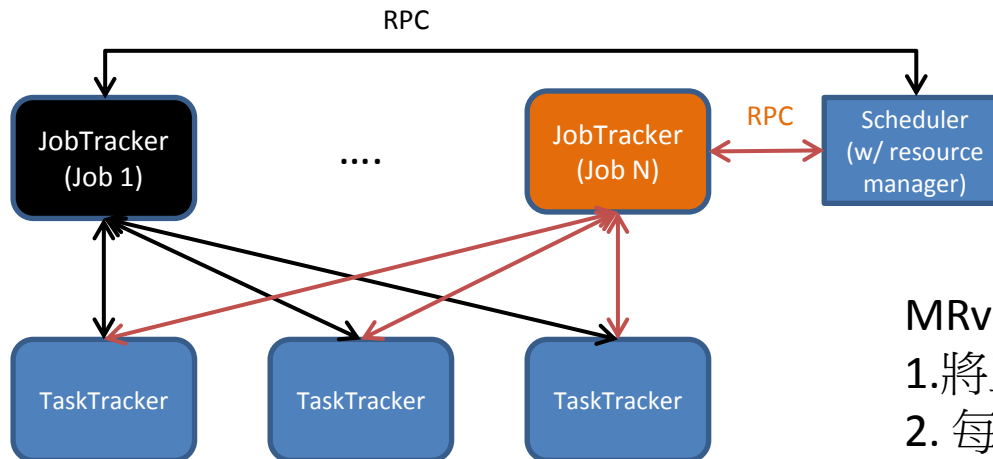 RPC
JobTracker
(Job 1)
....
JobTracker
(Job N)
RPC
Scheduler
(w/ resource
manager)
TaskTracker
TaskTracker
TaskTracker
MRv
1.將
2. 每